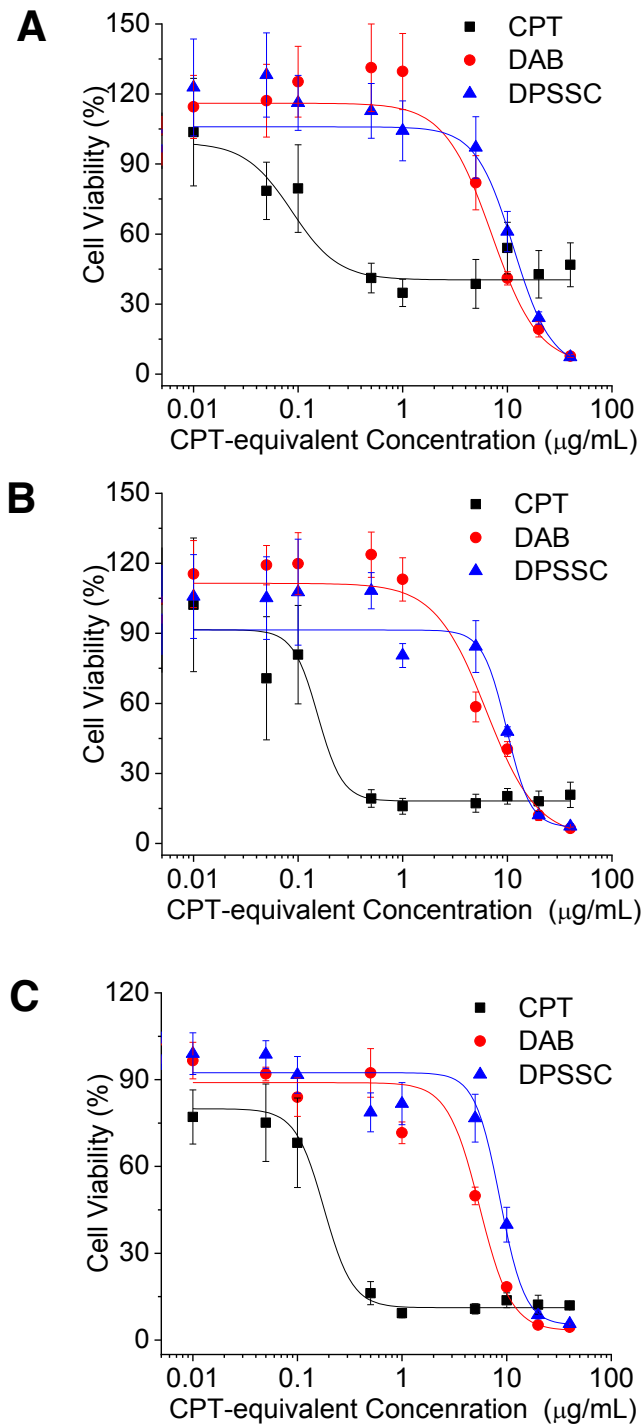 A
CPT
DAB
DPSSC
150
120
90
60
30
0
Cell Viability (%)
0.01 0.1 1 10 100
CPT-equivalent Concentration (μg/mL)
B
CPT
DAB
DPSSC
150
120
90
60
30
0
Cell Viability (%)
0.01 0.1 1 10 100
CPT-equivalent Concentration (μg/mL)
C
CPT
DAB
DPSSC
120
90
60
30
0
Cell Viability (%)
0.01 0.1 1 10 100
CPT-equivalent Concentration (μg/mL)